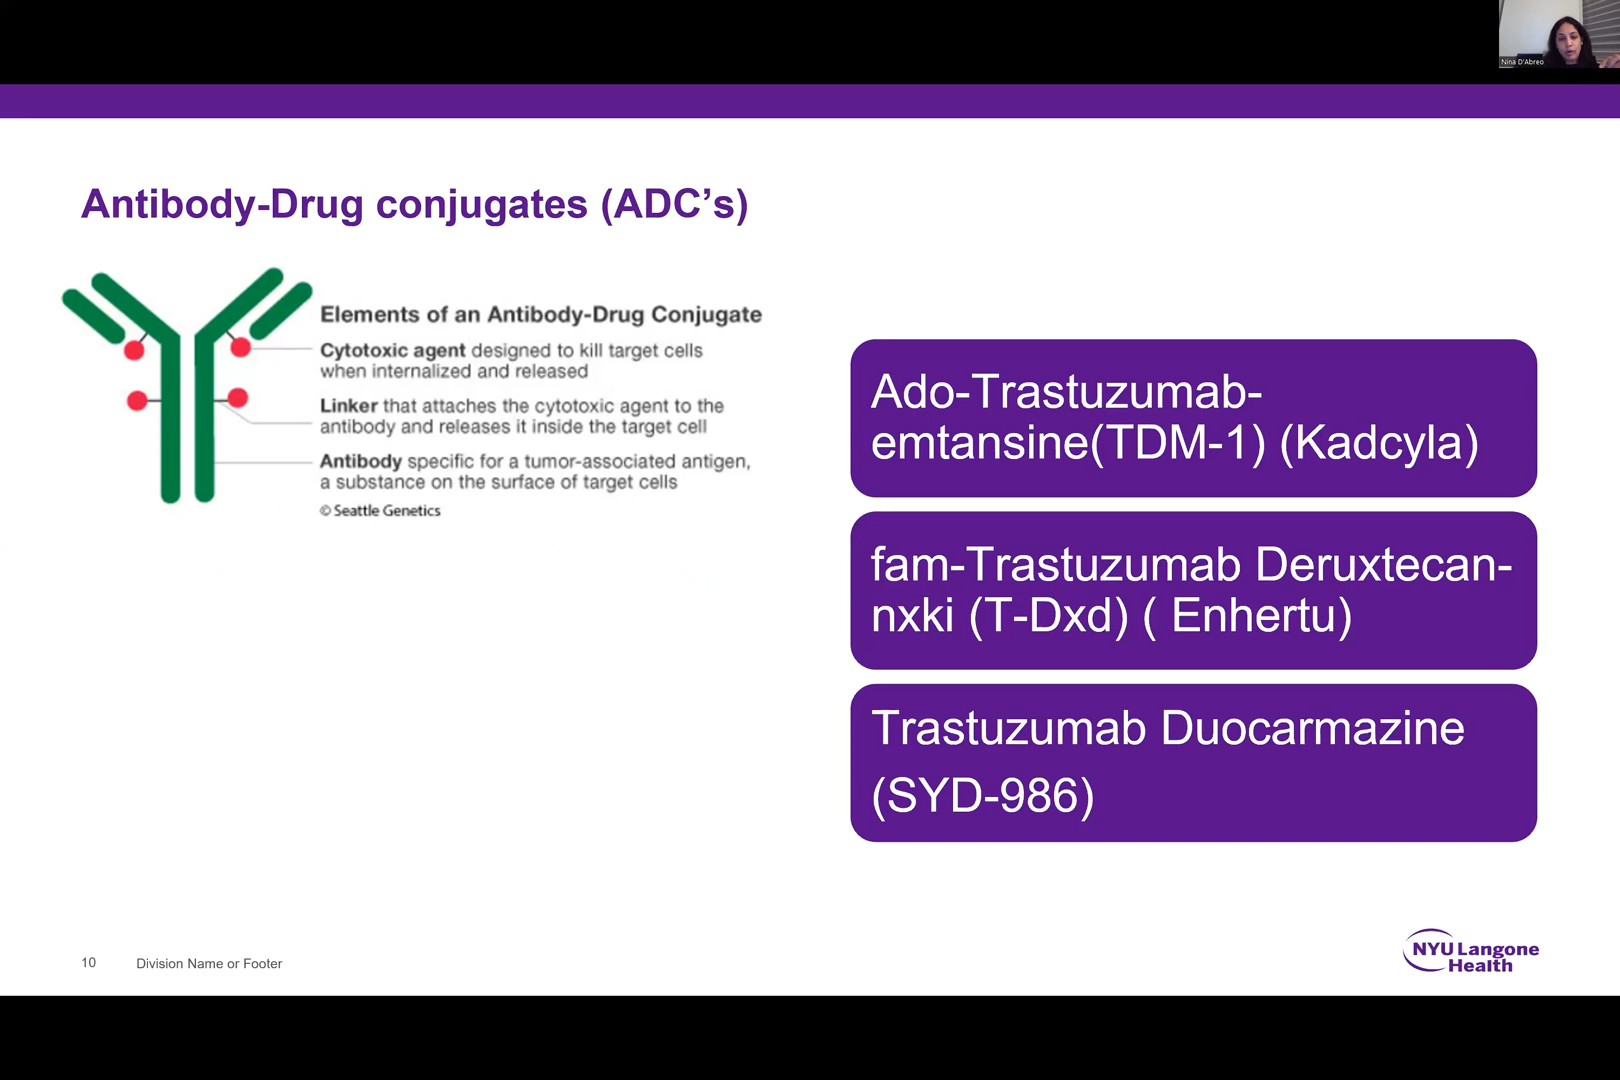 Nina D'Abreo
Antibody-Drug conjugates (ADC’s)
Elements of an Antibody-Drug Conjugate
Cytotoxic agent designed to kill target cells
when internalized and released
Linker that attaches the cytotoxic agent to the
antibody and releases it inside the target cell
Antibody specific for a tumor-associated antigen,
a substance on the surface of target cells
© Seattle Genetics
Ado-Trastuzumab-
emtansine(TDM-1) (Kadcyla)
fam-Trastuzumab Deruxtecan-
nxki (T-Dxd) ( Enhertu)
Trastuzumab Duocarmazine
(SYD-986)
10 Division Name or Footer
NYU Langone
Health